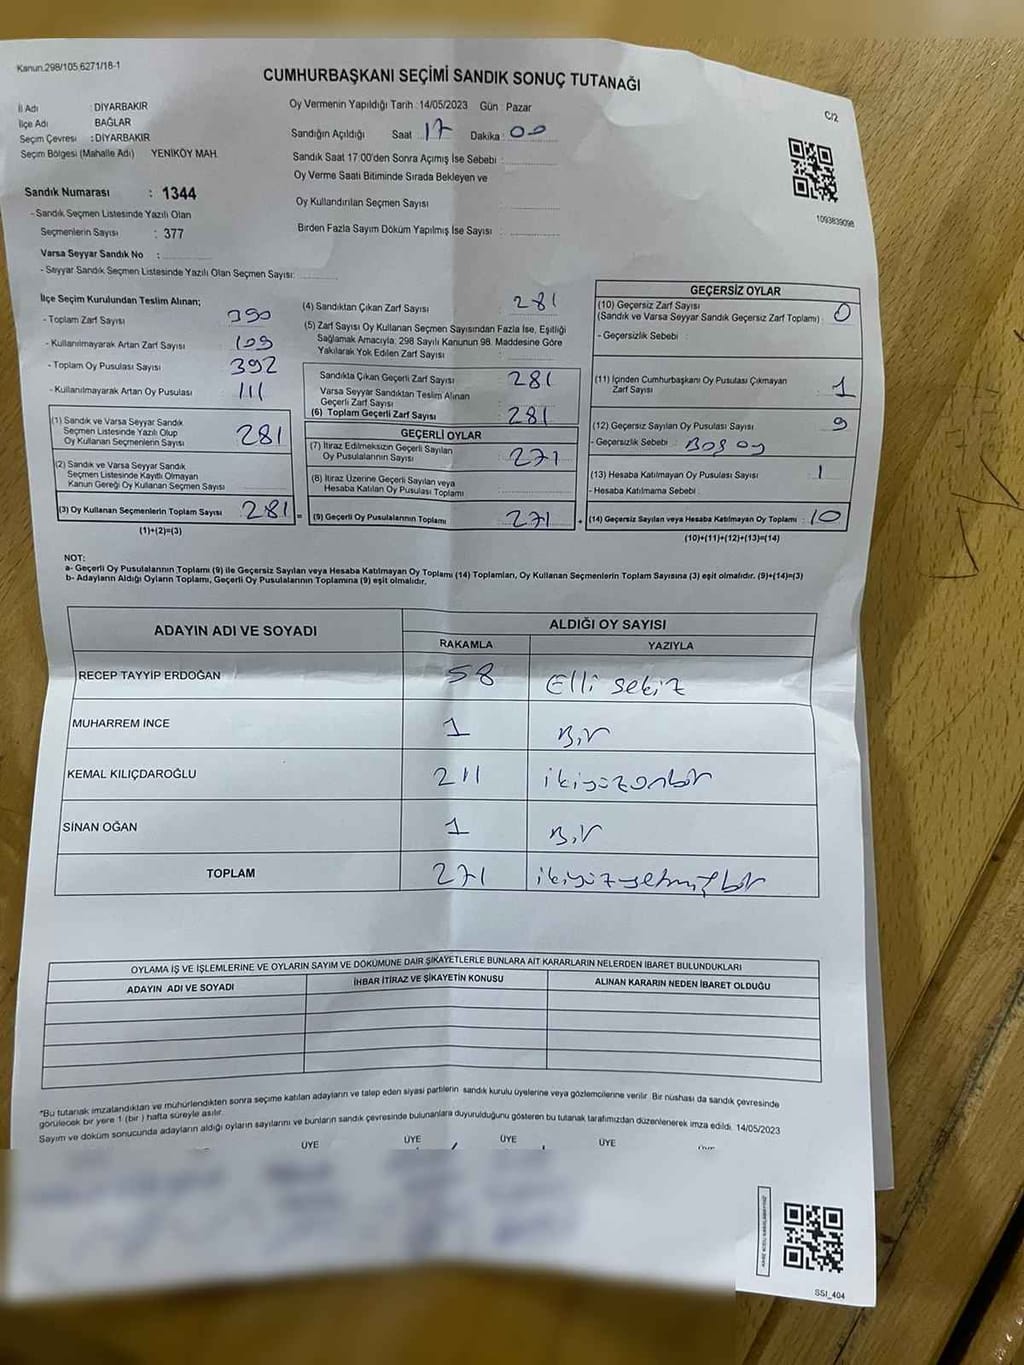 Kanun.298/105,6271/16-1
CUMHURBAŞKANI SEÇİMİ SANDIK SONUÇ TUTANAĞI
C/2
İl Adı : DİYARBAKIR
İlçe Adı BAĞLAR
Seçim Çevresi : DİYARBAKIR
Seçim Bölgesi (Mahalle Adı) YENİKÖY MAH.
Oy Vermenin Yapıldığı Tarih : 14/05/2023 Gün : Pazar
Sandığın Açıldığı Saat : 17 Dakika : 00
Sandık Saat 17:00'den Sonra Açımış İse Sebebi :
Oy Verme Saati Bitiminde Sırada Bekleyen ve
Oy Kullandırılan Seçmen Sayısı
Birden Fazla Sayım Döküm Yapılmış İse Sayısı :
1093839098
Sandık Numarası : 1344
- Sandık Seçmen Listesinde Yazılı Olan
Seçmenlerin Sayısı : 377
Varsa Seyyar Sandık No :
- Seyyar Sandık Seçmen Listesinde Yazılı Olan Seçmen Sayısı:
İlçe Seçim Kurulundan Teslim Alınan;
- Toplam Zarf Sayısı 390
- Kullanılmayarak Artan Zarf Sayısı 109
- Toplam Oy Pusulası Sayısı 392
- Kullanılmayarak Artan Oy Pusulası 111
(1) Sandık ve Varsa Seyyar Sandık
Seçmen Listesinde Yazılı Olup
Oy Kullanan Seçmenlerin Sayısı 281
(2) Sandık ve Varsa Seyyar Sandık
Seçmen Listesinde Kayıtlı Olmayan
Kanun Gereği Oy Kullanan Seçmen Sayısı
(3) Oy Kullanan Seçmenlerin Toplam Sayısı 281 =
(1)+(2)=(3)
(4) Sandıktan Çıkan Zarf Sayısı 281
(5) Zarf Sayısı Oy Kullanan Seçmen Sayısından Fazla İse, Eşitliği
Sağlamak Amacıyla, 298 Sayılı Kanunun 98. Maddesine Göre
Yakılarak Yok Edilen Zarf Sayısı
Sandıkta Çıkan Geçerli Zarf Sayısı 281
Varsa Seyyar Sandıktan Teslim Alınan
Geçerli Zarf Sayısı
(6) Toplam Geçerli Zarf Sayısı 281
GEÇERLİ OYLAR
(7) İtiraz Edilmeksizin Geçerli Sayılan
Oy Pusulalarının Sayısı 271
(8) İtiraz Üzerine Geçerli Sayılan veya
Hesaba Katılan Oy Pusulası Toplamı
(9) Geçerli Oy Pusulalarının Toplamı 271 +
GEÇERSİZ OYLAR
(10) Geçersiz Zarf Sayısı
(Sandık ve Varsa Seyyar Sandık Geçersiz Zarf Toplamı) : 0
- Geçersizlik Sebebi
(11) İçinden Cumhurbaşkanı Oy Pusulası Çıkmayan
Zarf Sayısı 1
(12) Geçersiz Sayılan Oy Pusulası Sayısı 9
- Geçersizlik Sebebi : Boş oy
(13) Hesaba Katılmayan Oy Pusulası Sayısı 1
- Hesaba Katılmama Sebebi
(14) Geçersiz Sayılan veya Hesaba Katılmayan Oy Toplamı : 10
(10)+(11)+(12)+(13)=(14)
NOT:
a- Geçerli Oy Pusulalarının Toplamı (9) ile Geçersiz Sayılan veya Hesaba Katılmayan Oy Toplamı (14) Toplamları, Oy Kullanan Seçmenlerin Toplam Sayısına (3) eşit olmalıdır. (9)+(14)=(3)
b- Adayların Aldığı Oyların Toplamı, Geçerli Oy Pusulalarının Toplamına (9) eşit olmalıdır.
ADAYIN ADI VE SOYADI
ALDIĞI OY SAYISI
RAKAMLA YAZIYLA
RECEP TAYYİP ERDOĞAN 58 Elli sekiz
MUHARREM İNCE 1 Bir
KEMAL KILIÇDAROĞLU 211 ikiyüzonbir
SİNAN OĞAN 1 Bir
TOPLAM 271 ikiyüzyetmişbir
OYLAMA İŞ VE İŞLEMLERİNE VE OYLARIN SAYIM VE DÖKÜMÜNE DAİR ŞİKAYETLERLE BUNLARA AİT KARARLARIN NELERDEN İBARET BULUNDUKLARI
ADAYIN ADI VE SOYADI İHBAR İTİRAZ VE ŞİKAYETİN KONUSU ALINAN KARARIN NEDEN İBARET OLDUĞU
*Bu tutanak imzalandıktan ve mühürlendikten sonra seçime katılan adayların ve talep eden siyasi partilerin sandık kurulu üyelerine veya gözlemcilerine verilir. Bir nüshası da sandık çevresinde
görülecek bir yere 1 (bir ) hafta süreyle asılır.
Sayım ve döküm sonucunda adayların aldığı oyların sayılarını ve bunların sandık çevresinde bulunanlara duyurulduğunu gösteren bu tutanak tarafımızdan düzenlenerek imza edildi. 14/05/2023
ÜYE ÜYE ÜYE ÜYE
SSI_404